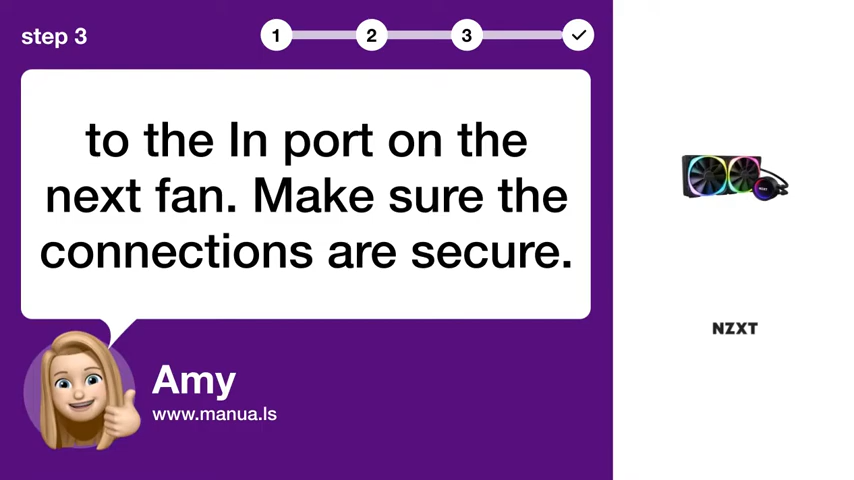 step 3
1 2 3
to the In port on the
next fan. Make sure the
connections are secure.
Amy
www.manua.ls
NZXT